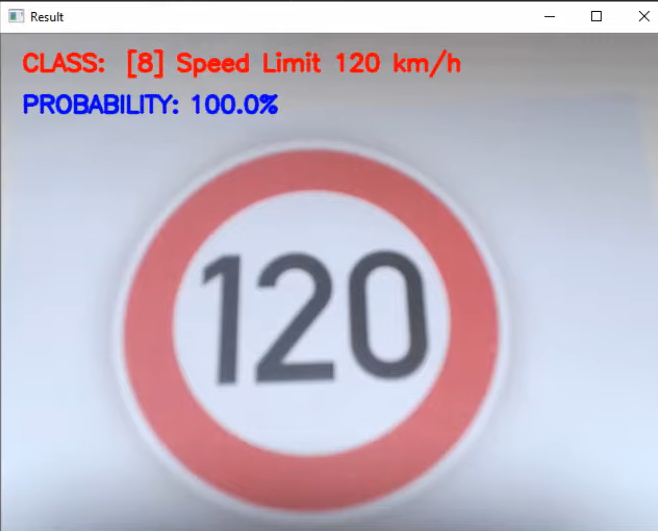 Result
CLASS: [8] Speed Limit 120 km/h
PROBABILITY: 100.0%
120